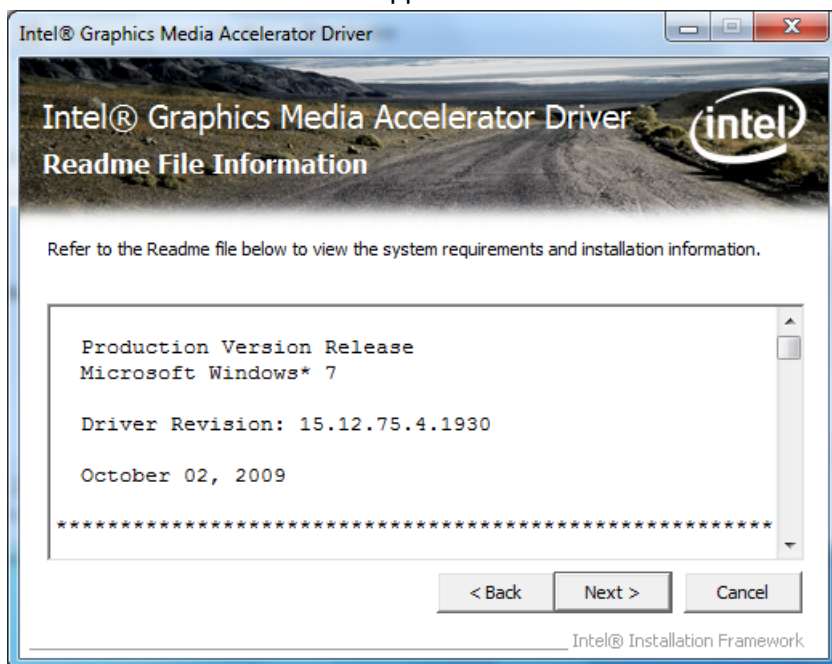 Intel® Graphics Media Accelerator Driver
Intel® Graphics Media Accelerator Driver
intel
Readme File Information
Refer to the Readme file below to view the system requirements and installation information.
Production Version Release
Microsoft Windows* 7
Driver Revision: 15.12.75.4.1930
October 02, 2009
********************************************************
< Back Next > Cancel
Intel® Installation Framework